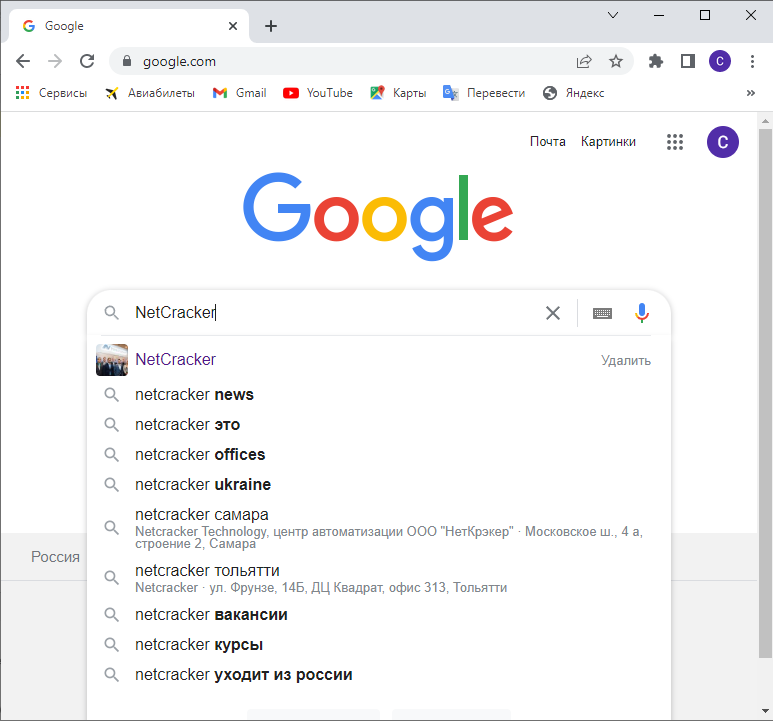 Google
google.com
C
Сервисы
Авиабилеты
Gmail
YouTube
Карты
Перевести
Яндекс
»
Почта
Картинки
C
Google
NetCracker
NetCracker
Удалить
netcracker news
netcracker это
netcracker offices
netcracker ukraine
netcracker самара
Netcracker Technology, центр автоматизации ООО "НетКрэкер" · Московское ш., 4 а,
строение 2, Самара
Россия
netcracker тольятти
Netcracker · ул. Фрунзе, 14Б, ДЦ Квадрат, офис 313, Тольятти
netcracker вакансии
netcracker курсы
netcracker уходит из россии